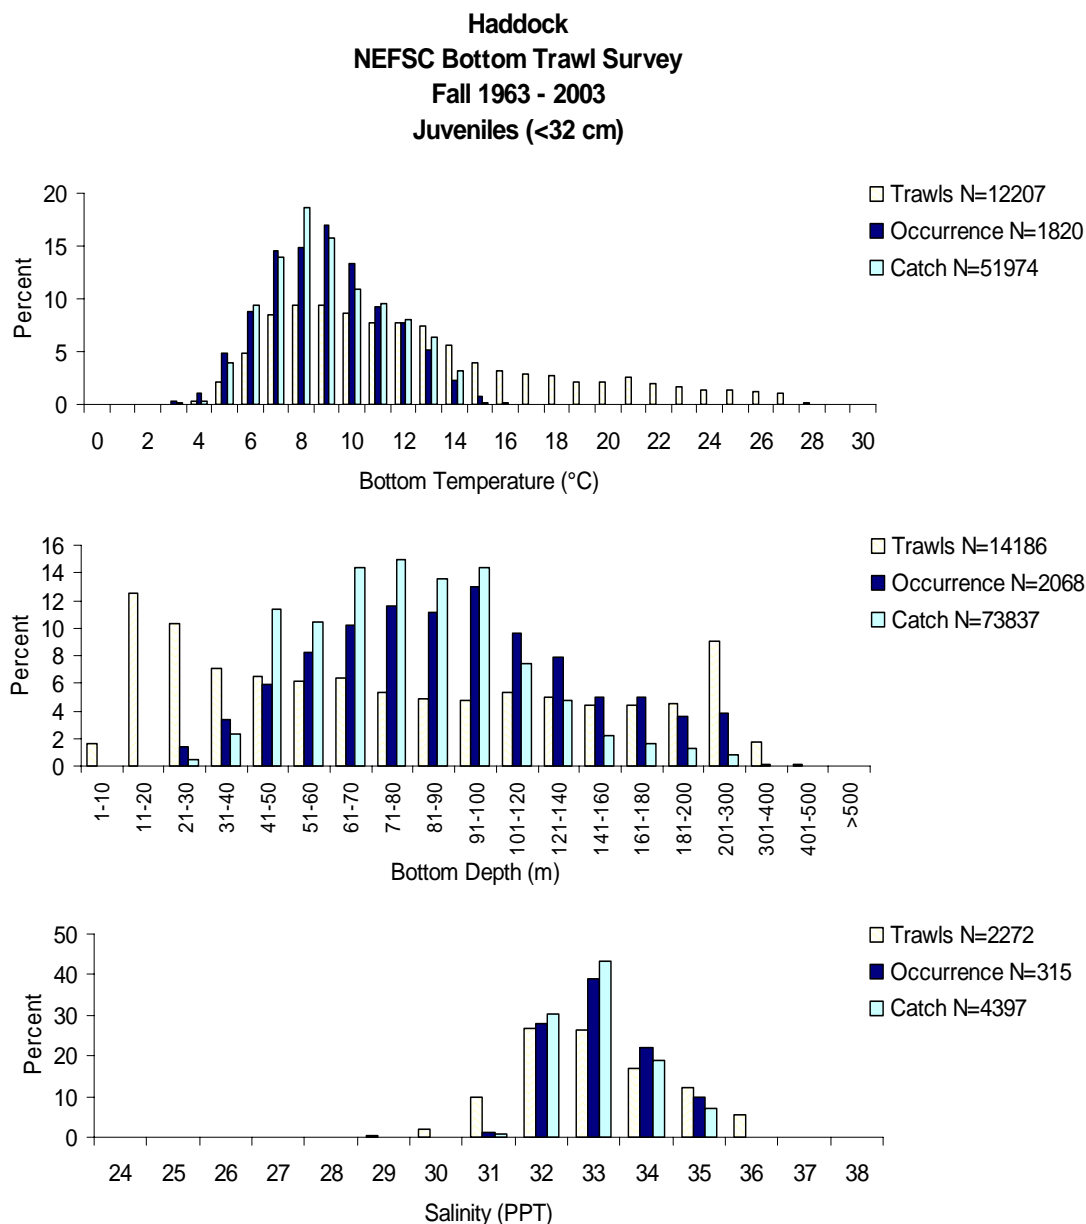 Haddock
NEFSC Bottom Trawl Survey
Fall 1963 - 2003
Juveniles (<32 cm)
20
15
10
5
0
Percent
0 2 4 6 8 10 12 14 16 18 20 22 24 26 28 30
Bottom Temperature (°C)
Trawls N=12207
Occurrence N=1820
Catch N=51974
16
14
12
10
8
6
4
2
0
Percent
1-10 11-20 21-30 31-40 41-50 51-60 61-70 71-80 81-90 91-100 101-120 121-140 141-160 161-180 181-200 201-300 301-400 401-500 >500
Bottom Depth (m)
Trawls N=14186
Occurrence N=2068
Catch N=73837
50
40
30
20
10
0
Percent
24 25 26 27 28 29 30 31 32 33 34 35 36 37 38
Salinity (PPT)
Trawls N=2272
Occurrence N=315
Catch N=4397